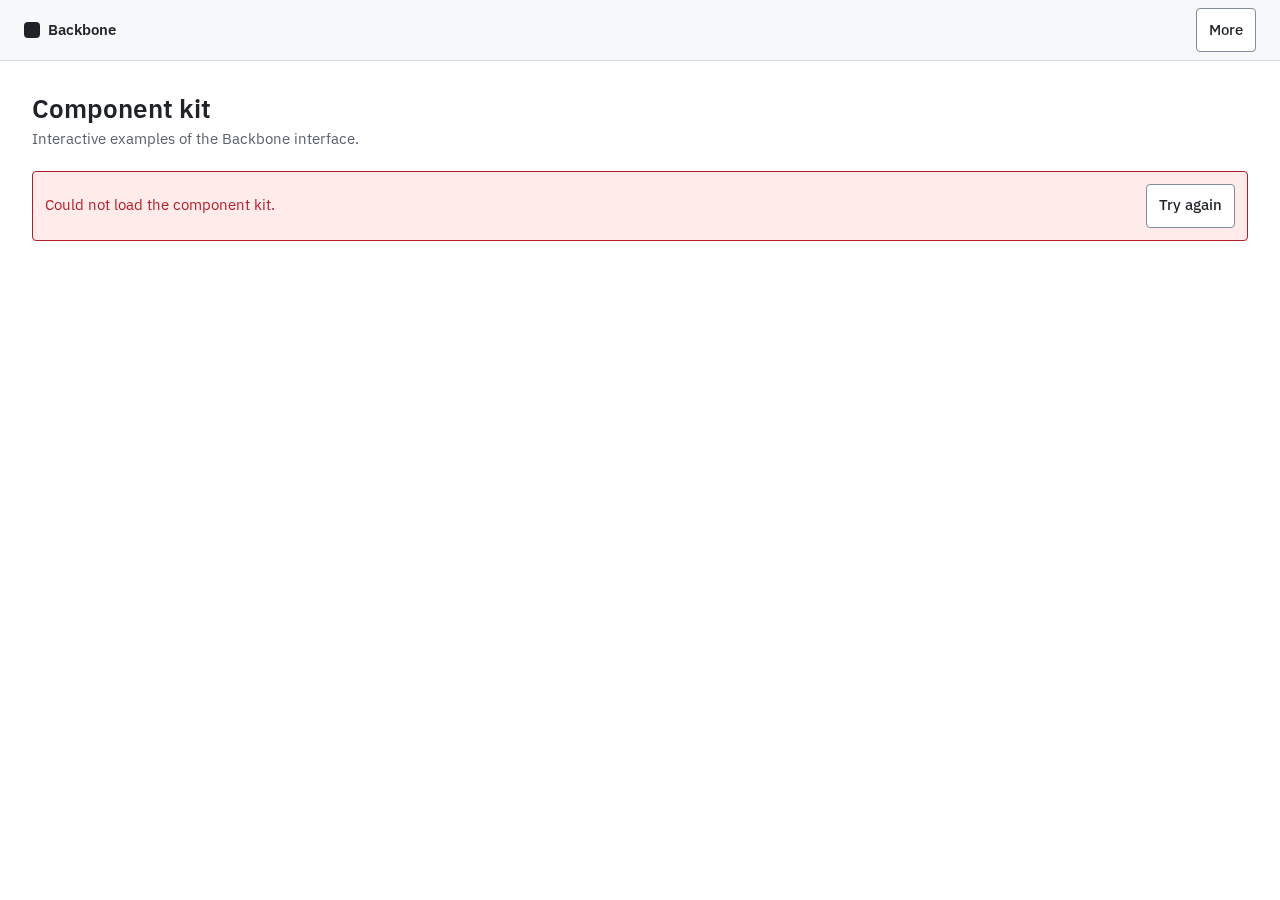 Backbone
More
Component kit
Interactive examples of the Backbone interface.
Could not load the component kit.
Try again